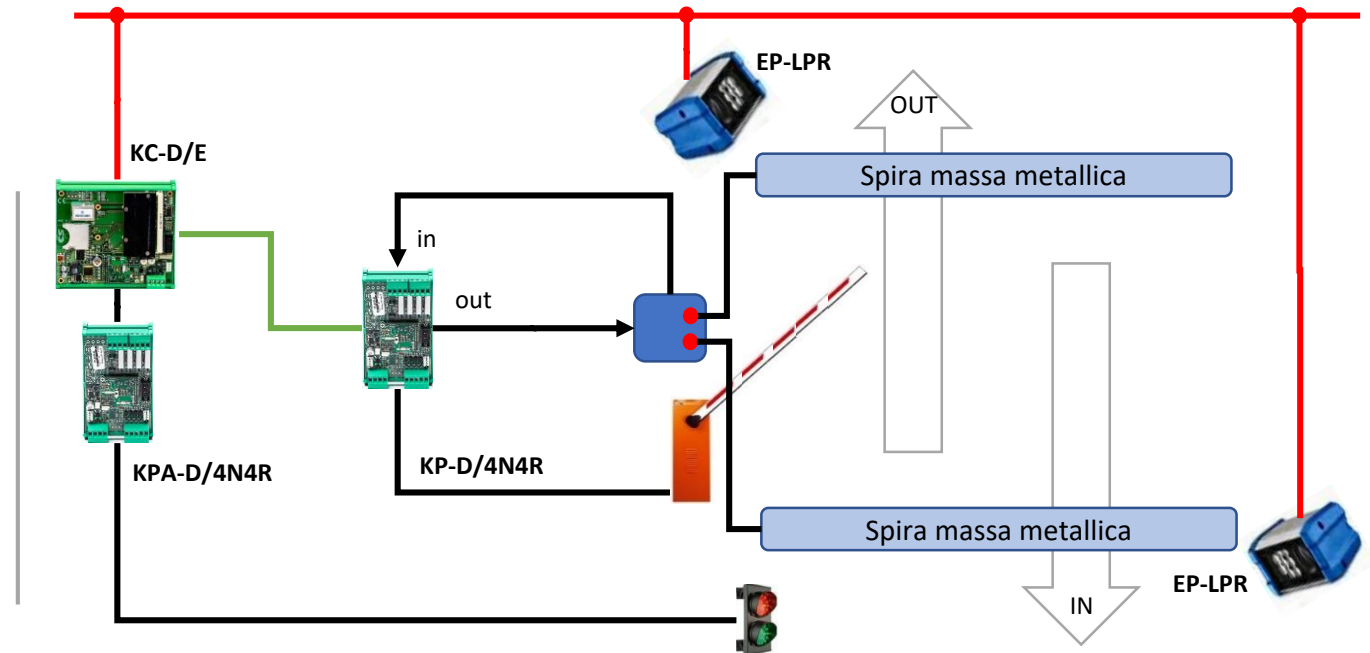 EP-LPR
OUT
KC-D/E
Spira massa metallica
in
out
KPA-D/4N4R
KP-D/4N4R
Spira massa metallica
EP-LPR
IN